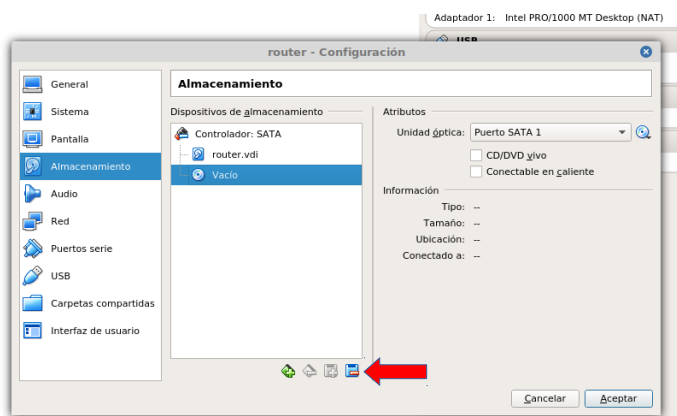 Adaptador 1: Intel PRO/1000 MT Desktop (NAT)
USB
router - Configuración
General
Sistema
Pantalla
Almacenamiento
Audio
Red
Puertos serie
USB
Carpetas compartidas
Interfaz de usuario
Almacenamiento
Dispositivos de almacenamiento
Controlador: SATA
router.vdi
Vacío
Atributos
Unidad óptica: Puerto SATA 1
CD/DVD vivo
Conectable en caliente
Información
Tipo: --
Tamaño: --
Ubicación: --
Conectado a: --
Cancelar
Aceptar